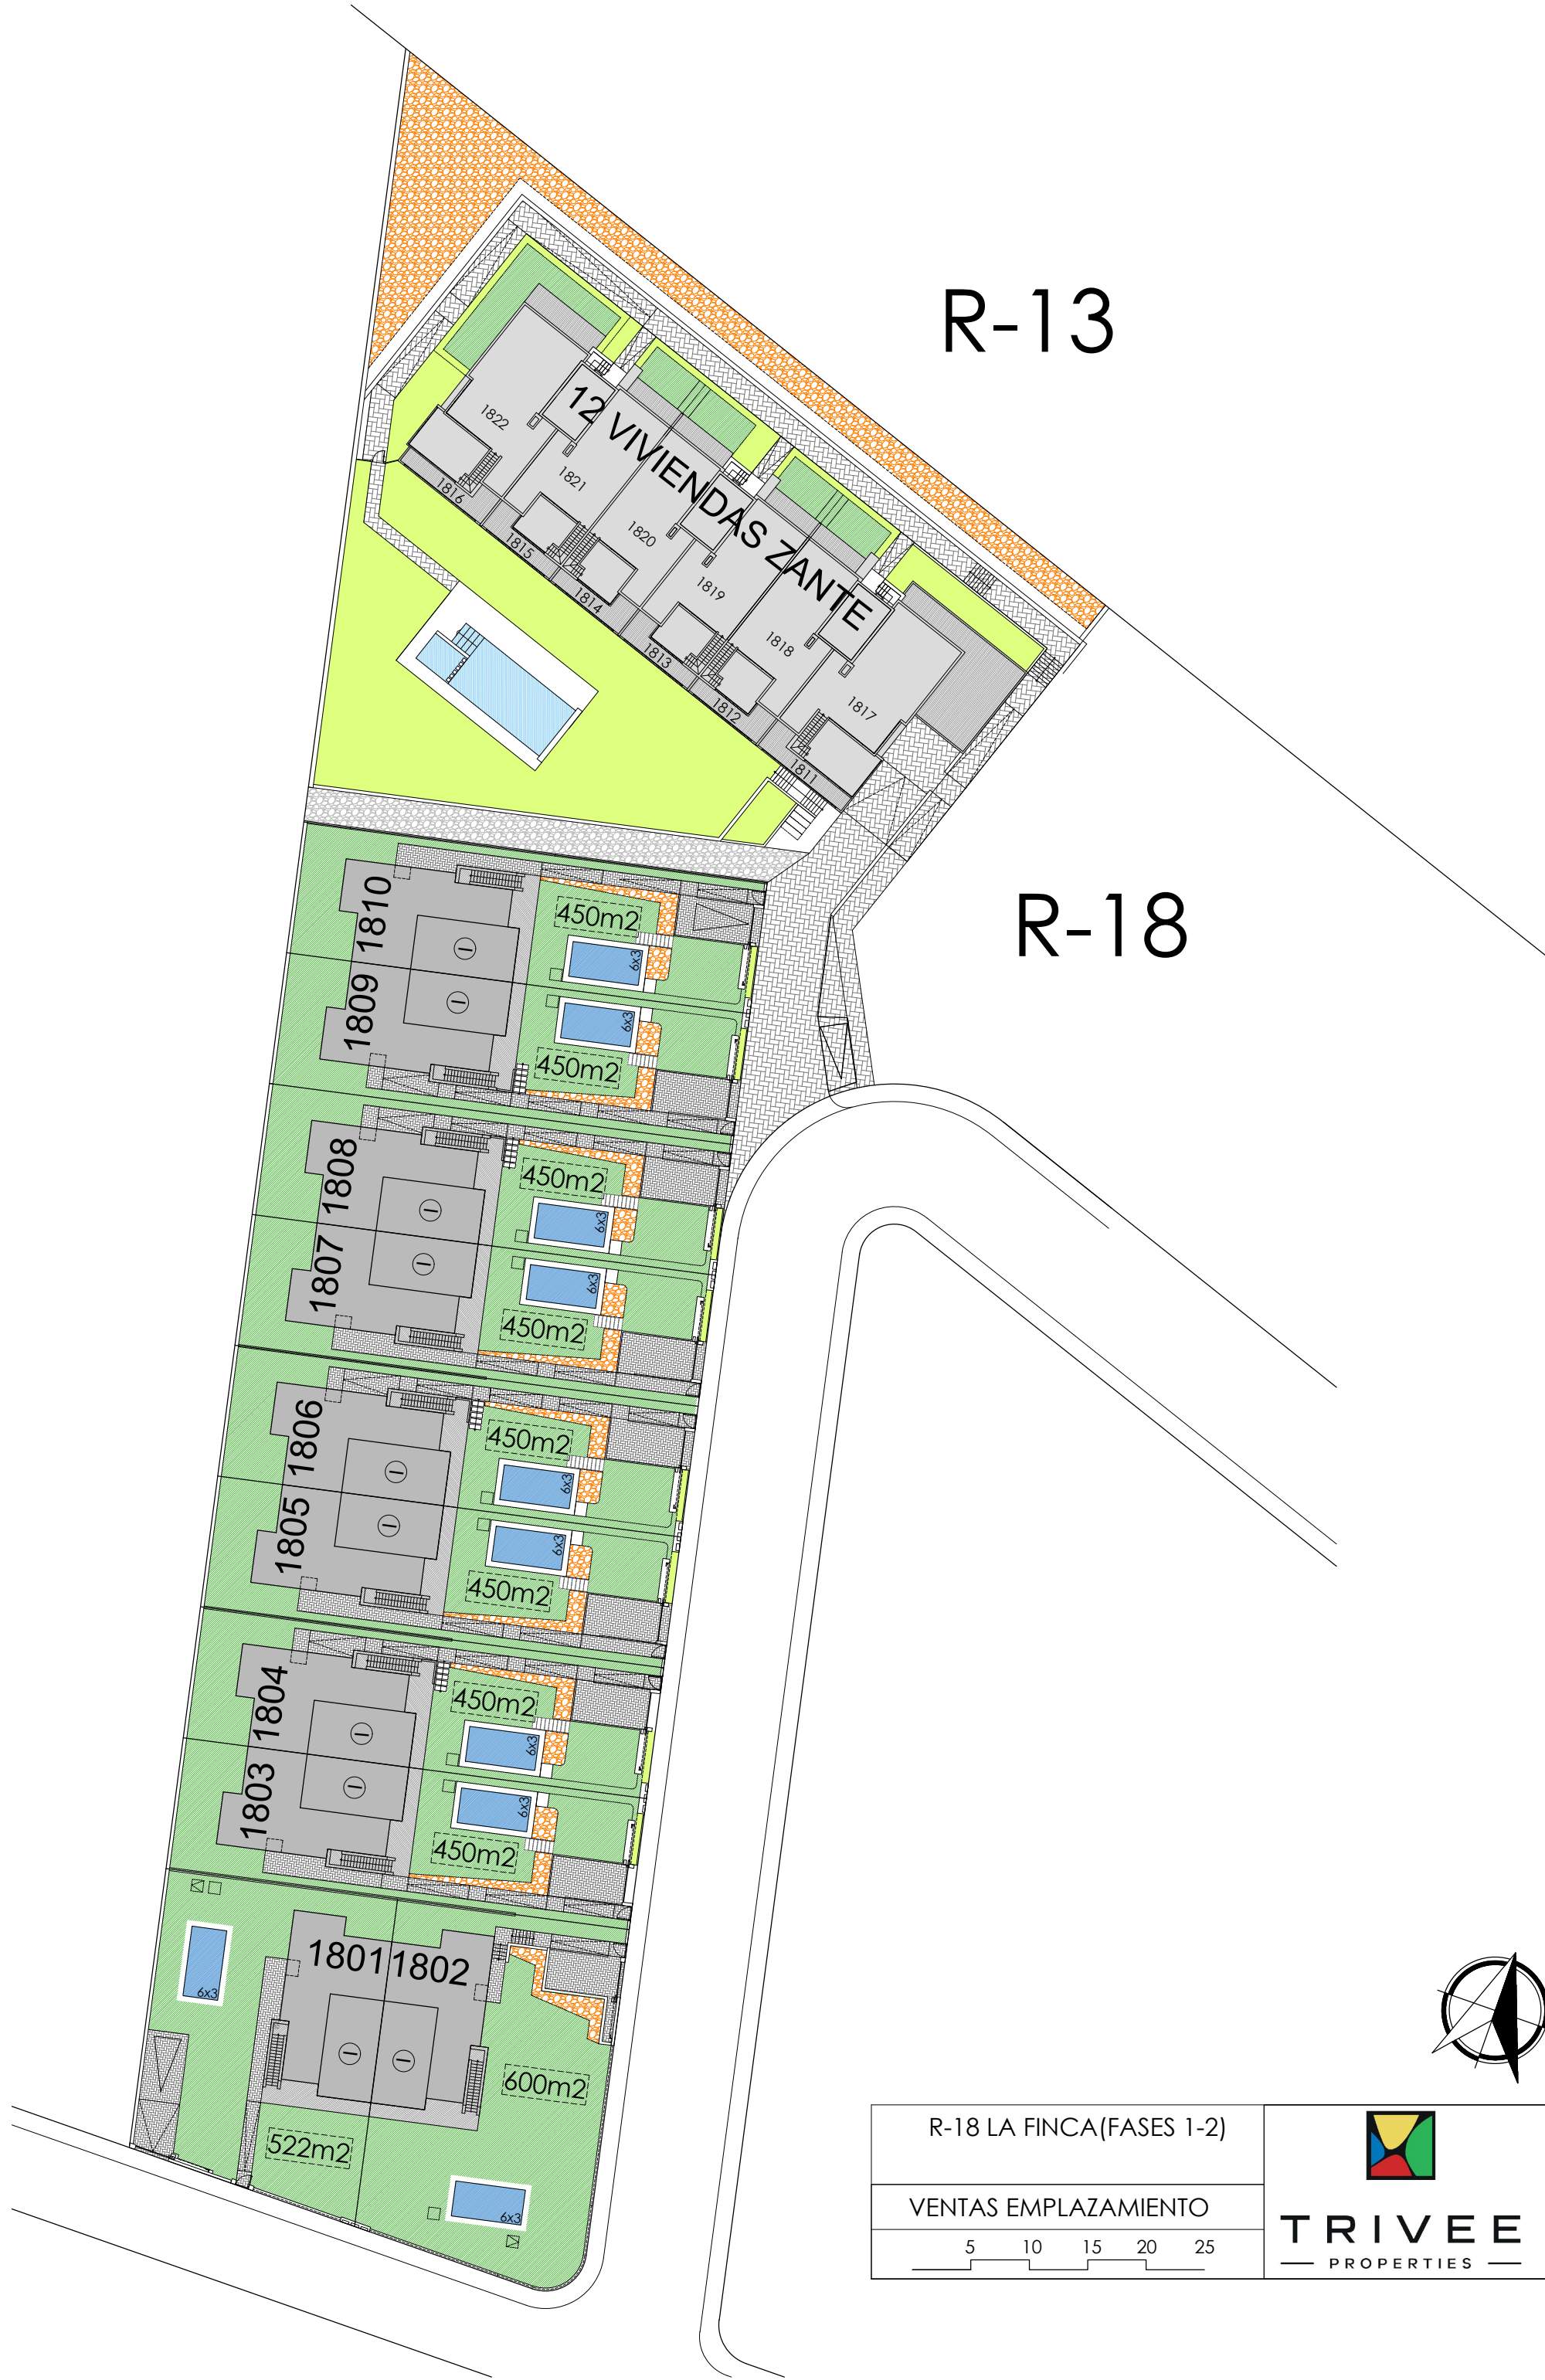 R-13
12 VIVIENDAS ZANTE
1822
1821
1820
1819
1818
1817
1816
1815
1814
1813
1812
1811
R-18
1810
450m2
6x3
1809
6x3
450m2
1808
450m2
6x3
1807
6x3
450m2
1806
450m2
6x3
1805
6x3
450m2
1804
450m2
6x3
1803
6x3
450m2
1801 1802
I
I
I
I
I
I
I
I
I
I
6x3
600m2
522m2
6x3
R-18 LA FINCA(FASES 1-2)
VENTAS EMPLAZAMIENTO
5 10 15 20 25
TRIVEE
PROPERTIES